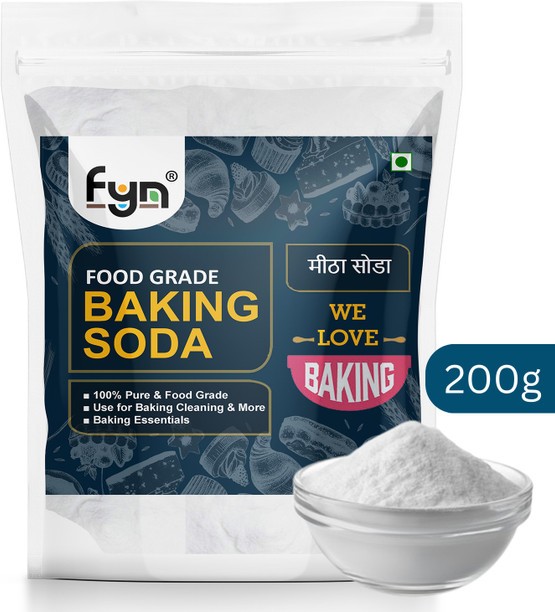 fyn®
FOOD GRADE
BAKING
SODA
मीठा सोडा
WE
LOVE
BAKING
■ 100% Pure & Food Grade
■ Use for Baking Cleaning & More
■ Baking Essentials
200g